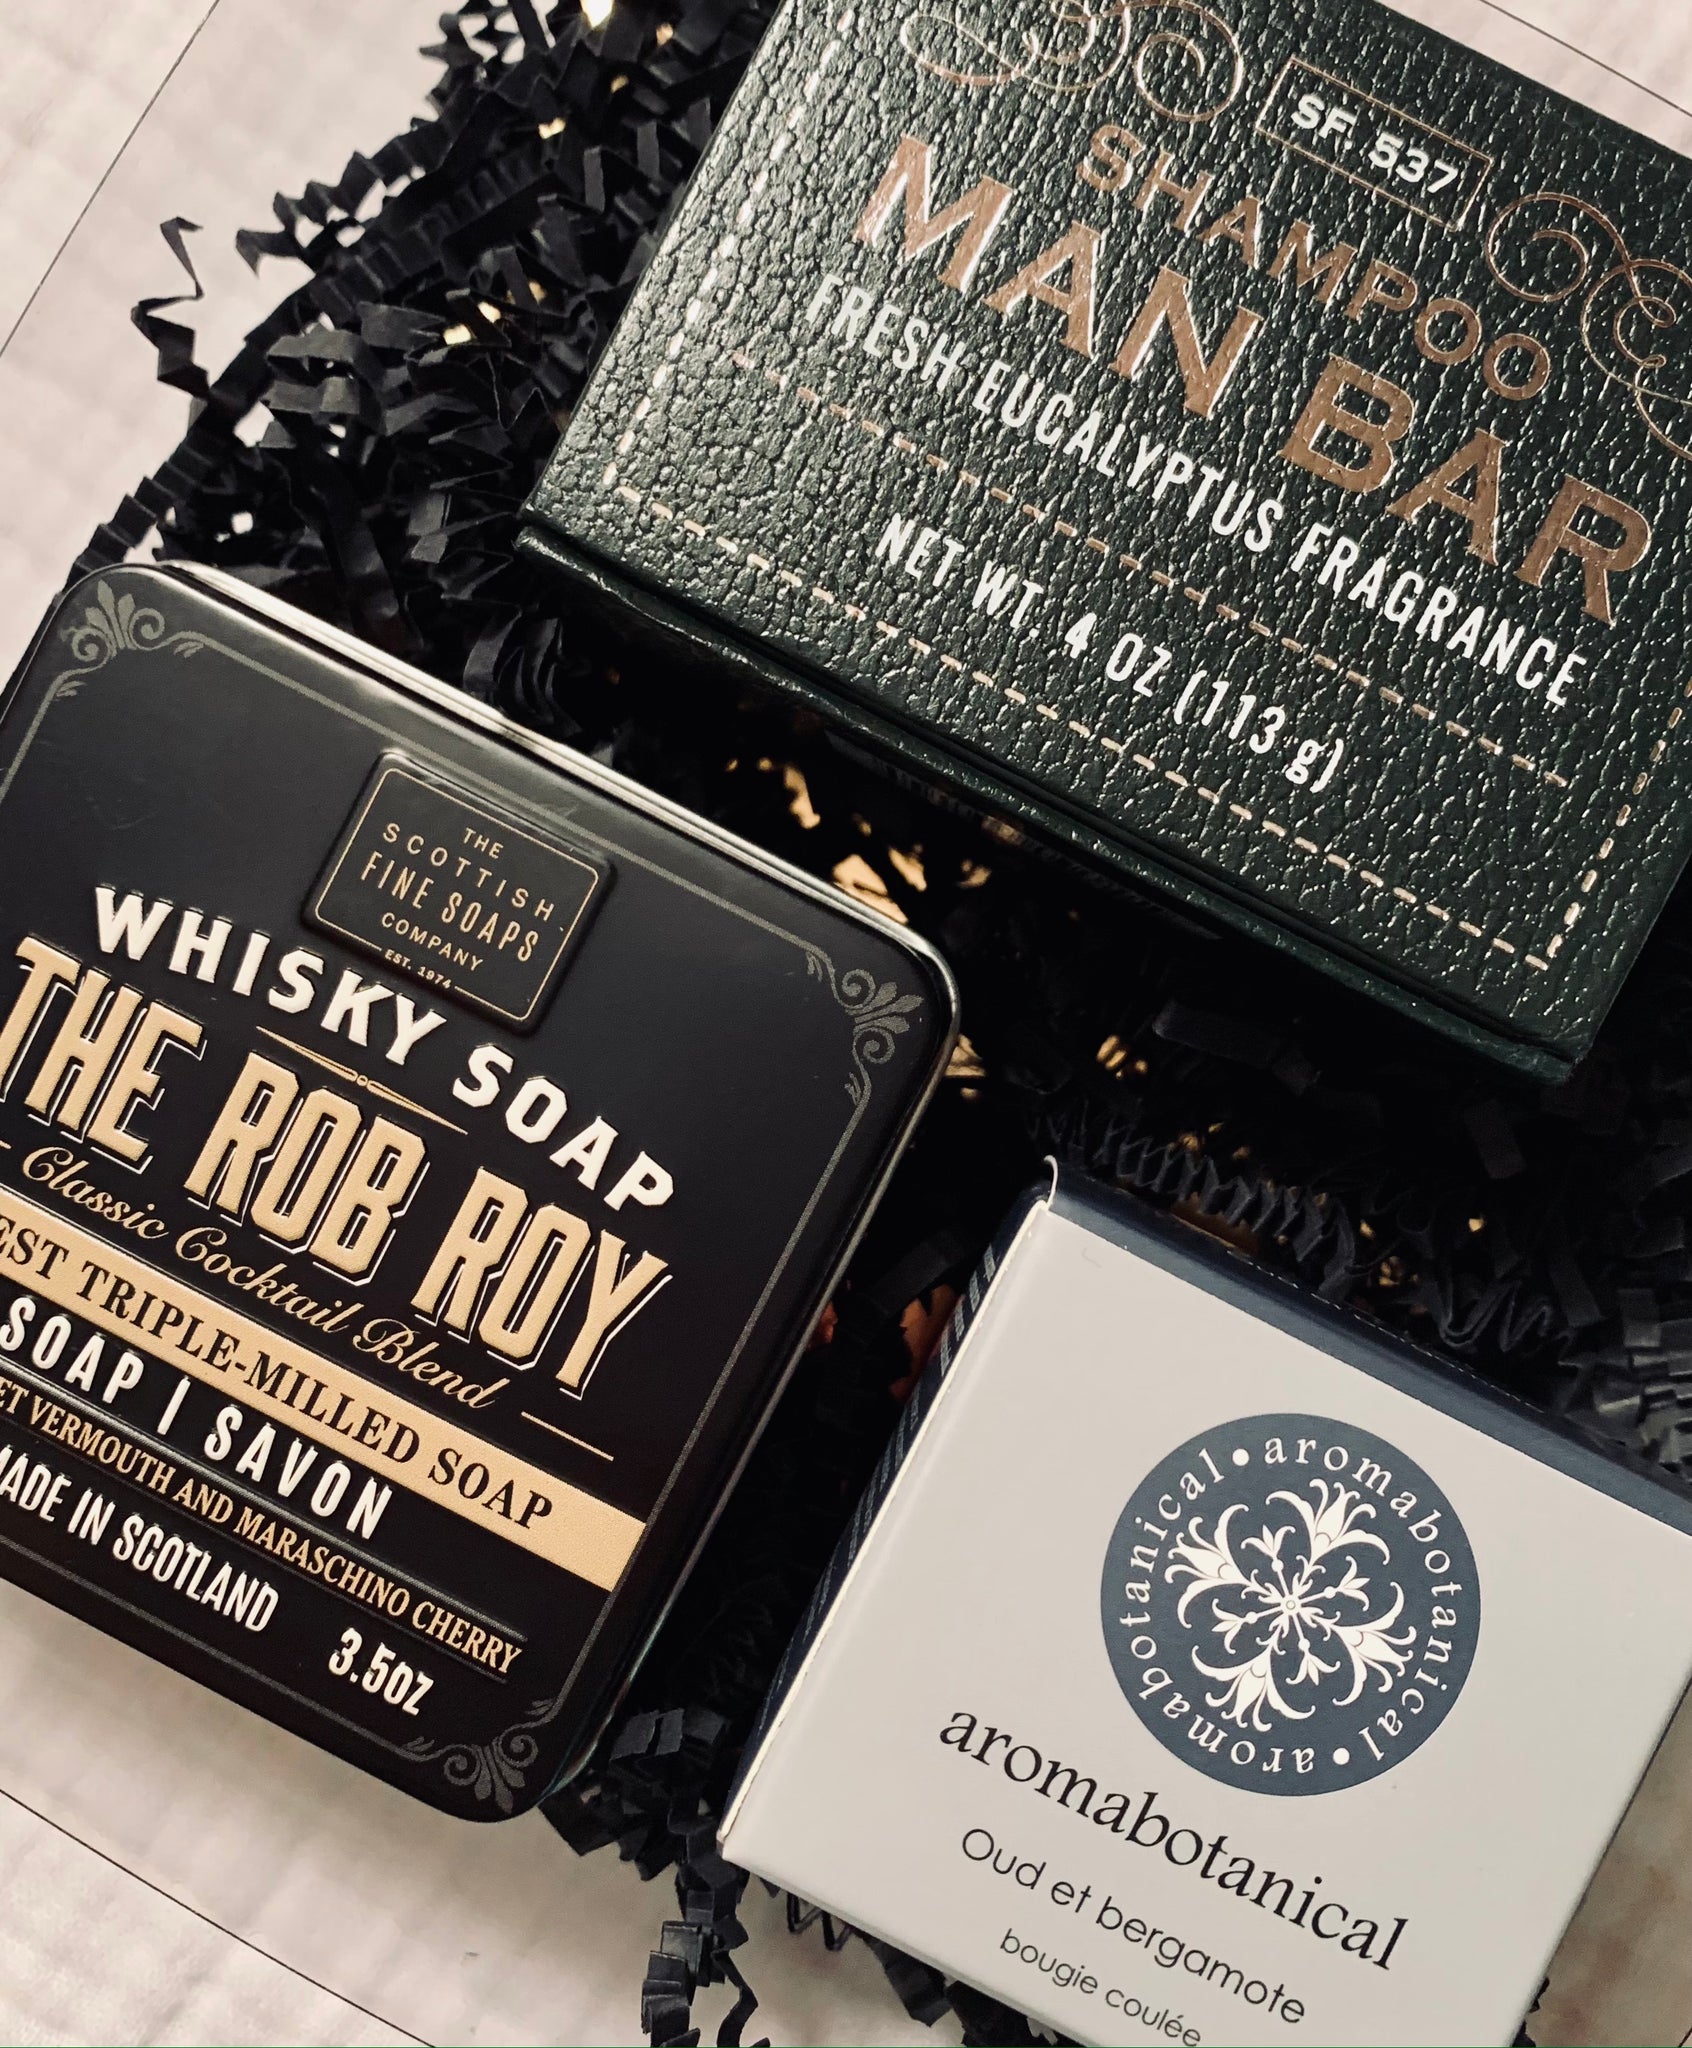 SF. 537
SHAMPOO
MAN BAR
FRESH EUCALYPTUS FRAGRANCE
NET WT. 4 OZ (113 g)
THE
SCOTTISH
FINE SOAPS
COMPANY
EST. 1974
WHISKY SOAP
THE ROB ROY
Classic Cocktail Blend
TRIPLE-MILLED SOAP
SOAP | SAVON
VERMOUTH AND MARASCHINO CHERRY
MADE IN SCOTLAND 3.5OZ
aromabotanical • aromabotanical • aromabotanical
aromabotanical
Oud et bergamote
bougie coulée